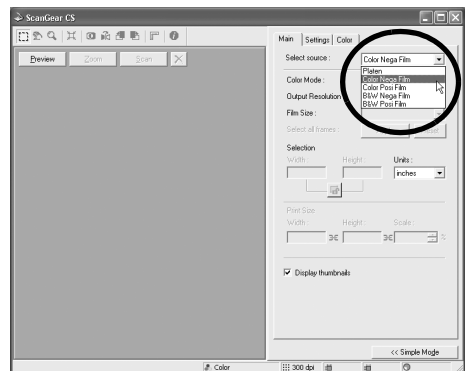 ScanGear CS
Main Settings Color
Preview Zoom Scan
Select source : Color Nega Film
Platen
Color Nega Film
Color Posi Film
B&W Nega Film
B&W Posi Film
Color Mode :
Output Resolution
Film Size :
Select all frames :
Selection
Width Height Units :
inches
Print Size
Width : Height : Scale :
%
Display thumbnails
<< Simple Mode
Color 300 dpi